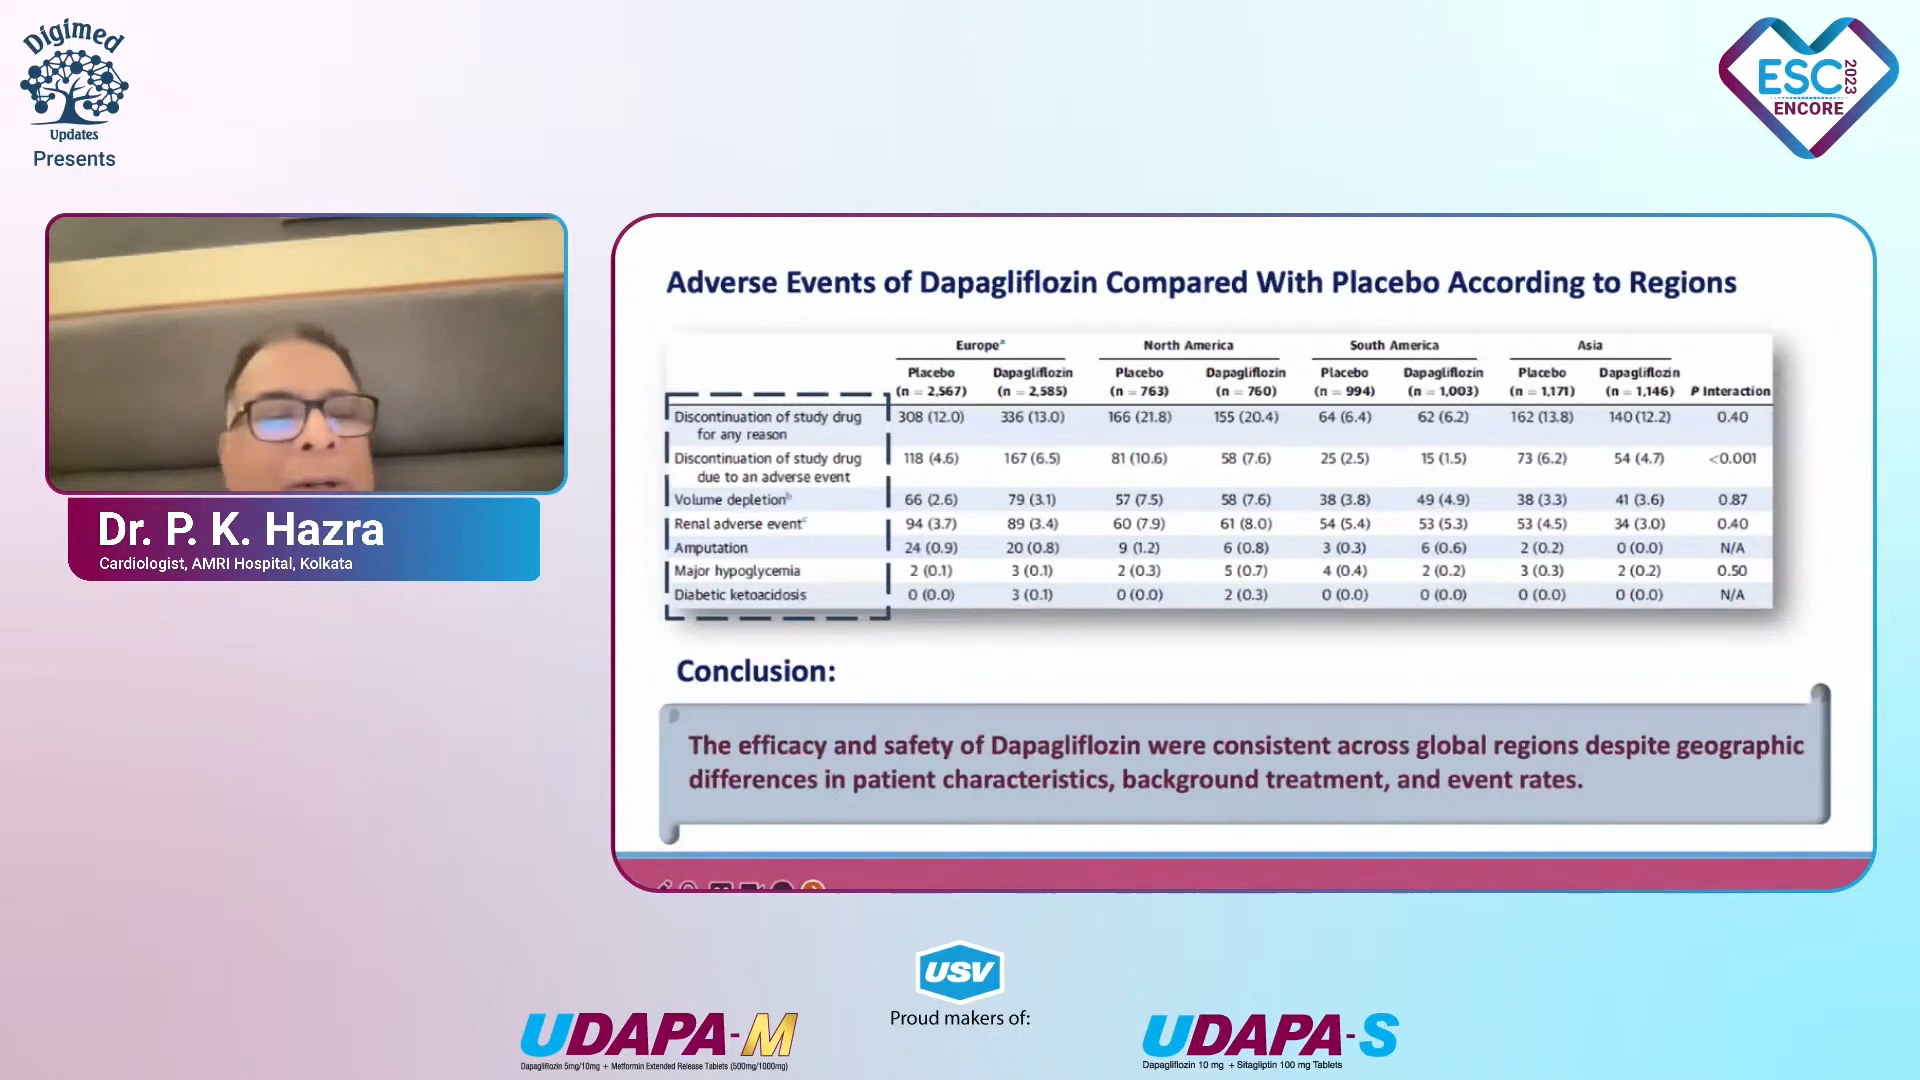 Digimed
Updates
Presents
ESC 2023
ENCORE
Dr. P. K. Hazra
Cardiologist, AMRI Hospital, Kolkata
Adverse Events of Dapagliflozin Compared With Placebo According to Regions
Europeᵃ North America South America Asia
Placebo Dapagliflozin Placebo Dapagliflozin Placebo Dapagliflozin Placebo Dapagliflozin
(n = 2,567) (n = 2,585) (n = 763) (n = 760) (n = 994) (n = 1,003) (n = 1,171) (n = 1,146) P Interaction
Discontinuation of study drug 308 (12.0) 336 (13.0) 166 (21.8) 155 (20.4) 64 (6.4) 62 (6.2) 162 (13.8) 140 (12.2) 0.40
for any reason
Discontinuation of study drug 118 (4.6) 167 (6.5) 81 (10.6) 58 (7.6) 25 (2.5) 15 (1.5) 73 (6.2) 54 (4.7) <0.001
due to an adverse event
Volume depletionᵇ 66 (2.6) 79 (3.1) 57 (7.5) 58 (7.6) 38 (3.8) 49 (4.9) 38 (3.3) 41 (3.6) 0.87
Renal adverse eventᶜ 94 (3.7) 89 (3.4) 60 (7.9) 61 (8.0) 54 (5.4) 53 (5.3) 53 (4.5) 34 (3.0) 0.40
Amputation 24 (0.9) 20 (0.8) 9 (1.2) 6 (0.8) 3 (0.3) 6 (0.6) 2 (0.2) 0 (0.0) N/A
Major hypoglycemia 2 (0.1) 3 (0.1) 2 (0.3) 5 (0.7) 4 (0.4) 2 (0.2) 3 (0.3) 2 (0.2) 0.50
Diabetic ketoacidosis 0 (0.0) 3 (0.1) 0 (0.0) 2 (0.3) 0 (0.0) 0 (0.0) 0 (0.0) 0 (0.0) N/A
Conclusion:
The efficacy and safety of Dapagliflozin were consistent across global regions despite geographic
differences in patient characteristics, background treatment, and event rates.
USV
Proud makers of:
UDAPA-M
Dapagliflozin 5mg/10mg + Metformin Extended Release Tablets (500mg/1000mg)
UDAPA-S
Dapagliflozin 10 mg + Sitagliptin 100 mg Tablets